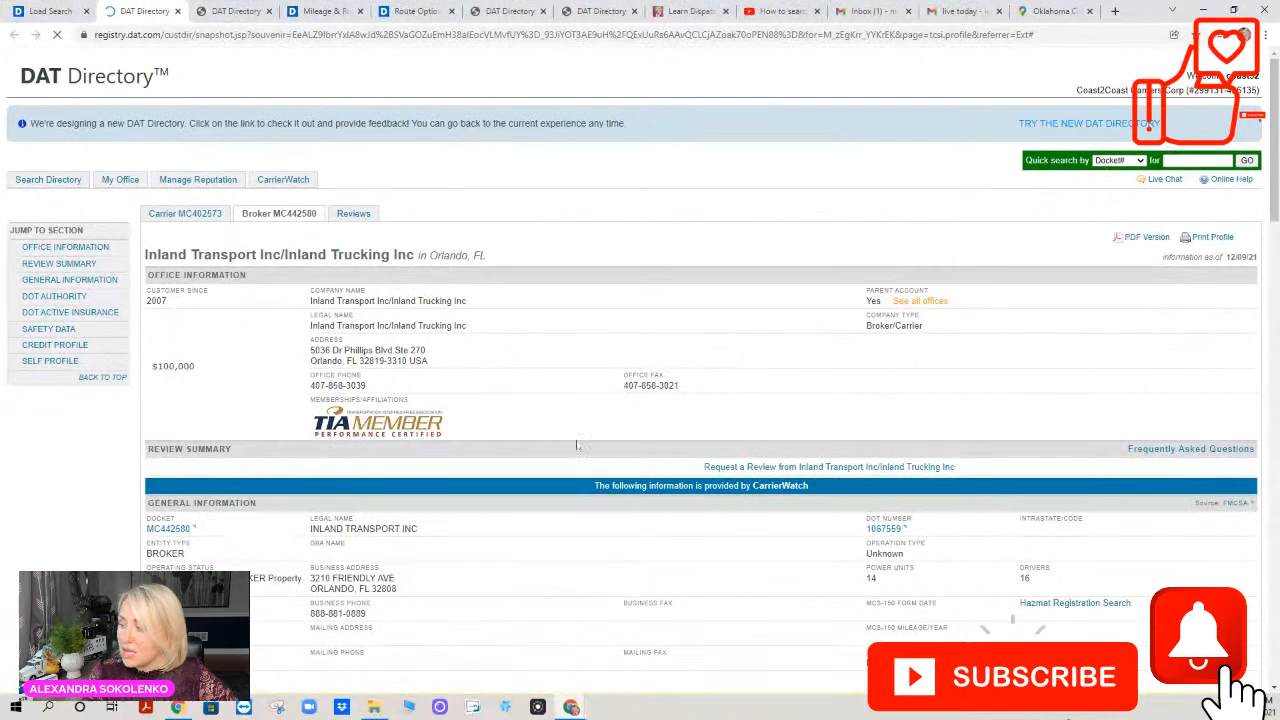 Load Search
DAT Directory
DAT Directory
Mileage & R
Route Optio
DAT Directory
DAT Directory
Learn Dispatc
How to searc
Inbox (1) - m
live today - le
Oklahoma C
DAT Directory™
Coast2Coast Carriers Corp
We're designing a new DAT Directory. Click on the link to check it out and provide feedback! You can go back to the current experience any time.
TRY THE NEW DAT DIRECTORY
Quick search by Docket# for GO
Live Chat Online Help
Search Directory My Office Manage Reputation CarrierWatch
Carrier MC402573 Broker MC442580 Reviews
JUMP TO SECTION
OFFICE INFORMATION
REVIEW SUMMARY
GENERAL INFORMATION
DOT AUTHORITY
DOT ACTIVE INSURANCE
SAFETY DATA
CREDIT PROFILE
SELF PROFILE
BACK TO TOP
PDF Version Print Profile
Inland Transport Inc/Inland Trucking Inc in Orlando, FL
information as of 12/09/21
OFFICE INFORMATION
CUSTOMER SINCE
2007
COMPANY NAME
Inland Transport Inc/Inland Trucking Inc
PARENT ACCOUNT
Yes See all offices
LEGAL NAME
Inland Transport Inc/Inland Trucking Inc
COMPANY TYPE
Broker/Carrier
ADDRESS
5036 Dr Phillips Blvd Ste 270
Orlando, FL 32819-3310 USA
$100,000
OFFICE PHONE
407-858-3039
OFFICE FAX
407-858-3021
MEMBERSHIPS/AFFILIATIONS
TRANSPORTATION INTERMEDIARIES ASSOCIATION
TIA MEMBER
PERFORMANCE CERTIFIED
REVIEW SUMMARY
Frequently Asked Questions
Request a Review from Inland Transport Inc/Inland Trucking Inc
The following information is provided by CarrierWatch
GENERAL INFORMATION
Source: FMCSA
DOCKET
MC442580
LEGAL NAME
INLAND TRANSPORT INC
DOT NUMBER
1067559
INTRASTATE/CODE
ENTITY TYPE
BROKER
DBA NAME
OPERATION TYPE
Unknown
OPERATING STATUS
KER Property
BUSINESS ADDRESS
3210 FRIENDLY AVE
ORLANDO, FL 32808
POWER UNITS
14
DRIVERS
16
BUSINESS PHONE
888-881-0889
BUSINESS FAX
MCS-150 FORM DATE
Hazmat Registration Search
MAILING ADDRESS
MCS-150 MILEAGE/YEAR
MAILING PHONE
MAILING FAX
ALEXANDRA SOKOLENKO
SUBSCRIBE